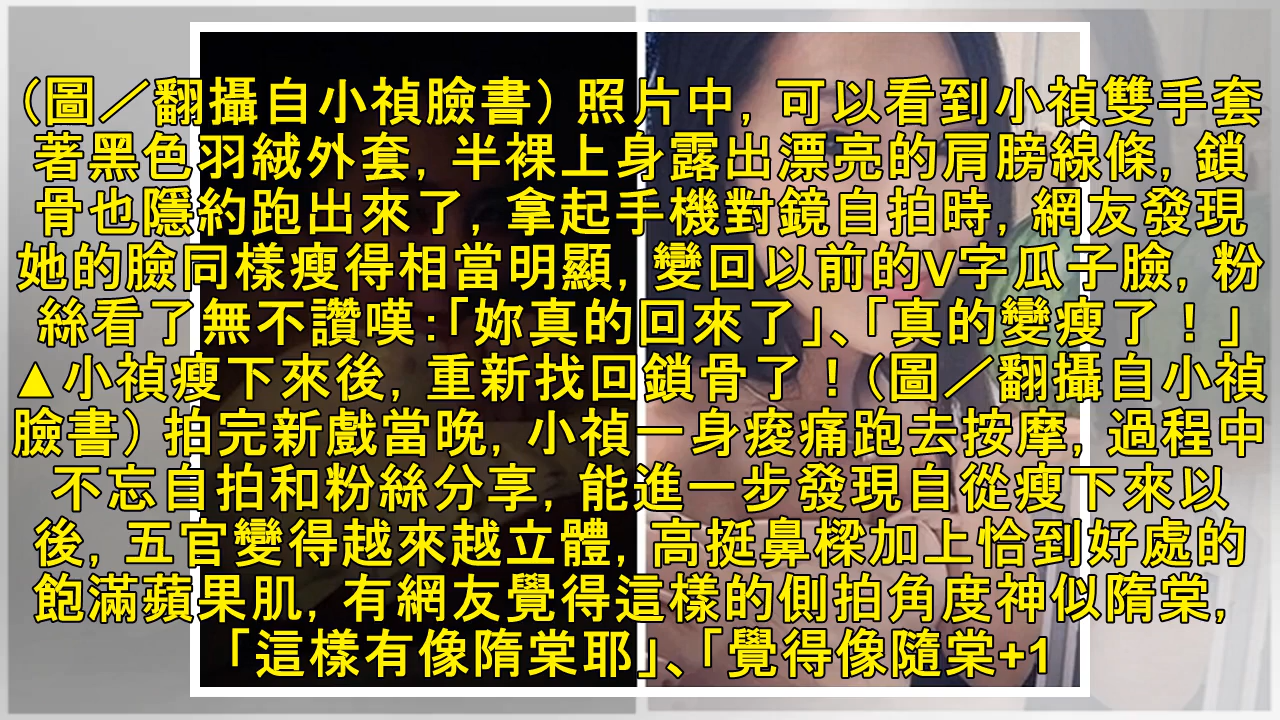 (圖／翻攝自小禎臉書) 照片中, 可以看到小禎雙手套
著黑色羽絨外套, 半裸上身露出漂亮的肩膀線條, 鎖
骨也隱約跑出來了, 拿起手機對鏡自拍時, 網友發現
她的臉同樣瘦得相當明顯, 變回以前的V字瓜子臉, 粉
絲看了無不讚嘆:「妳真的回來了」、「真的變瘦了！」
▲小禎瘦下來後, 重新找回鎖骨了！(圖／翻攝自小禎
臉書) 拍完新戲當晚, 小禎一身痠痛跑去按摩, 過程中
不忘自拍和粉絲分享, 能進一步發現自從瘦下來以
後, 五官變得越來越立體, 高挺鼻樑加上恰到好處的
飽滿蘋果肌, 有網友覺得這樣的側拍角度神似隋棠,
「這樣有像隋棠耶」、「覺得像隨棠+1